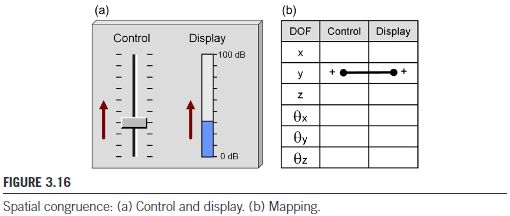 (a)
Control Display
100 dB
0 dB
(b)
DOF Control Display
x
y + +
z
θx
θy
θz
FIGURE 3.16
Spatial congruence: (a) Control and display. (b) Mapping.